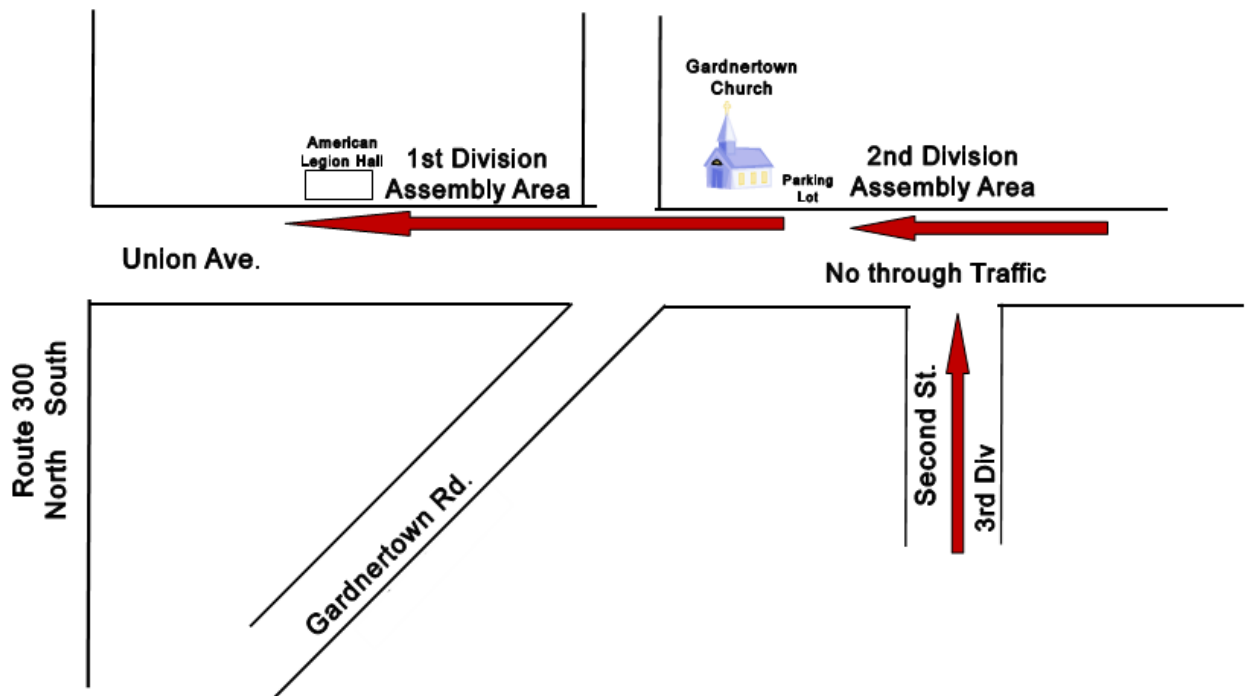 Gardnertown
Church
American
Legion Hall
1st Division
Assembly Area
2nd Division
Assembly Area
Parking
Lot
Union Ave.
No through Traffic
Route 300
North South
Gardnertown Rd.
Second St.
3rd Div